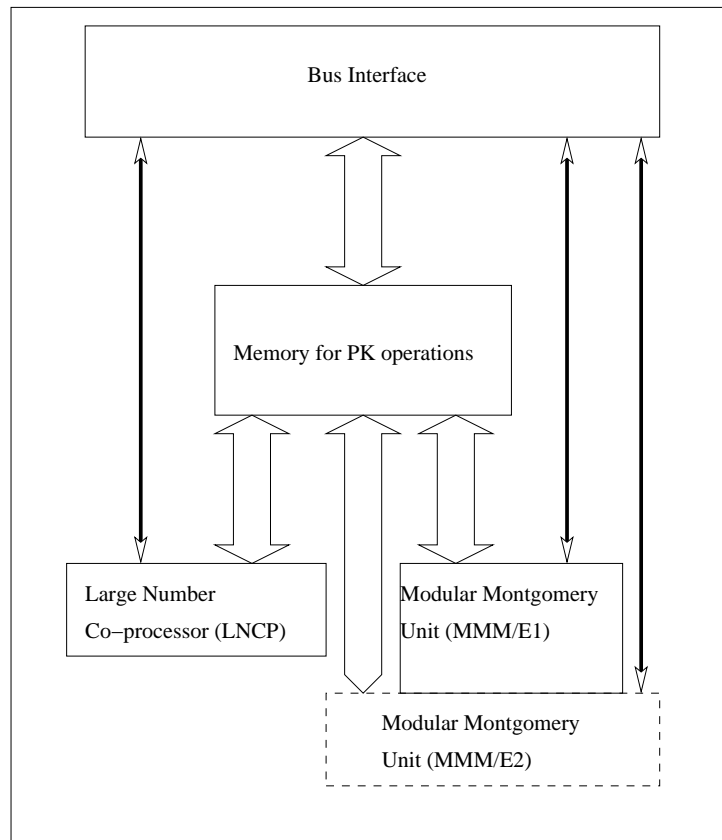 Bus Interface
Memory for PK operations
Large Number
Co−processor (LNCP)
Modular Montgomery
Unit (MMM/E1)
Modular Montgomery
Unit (MMM/E2)